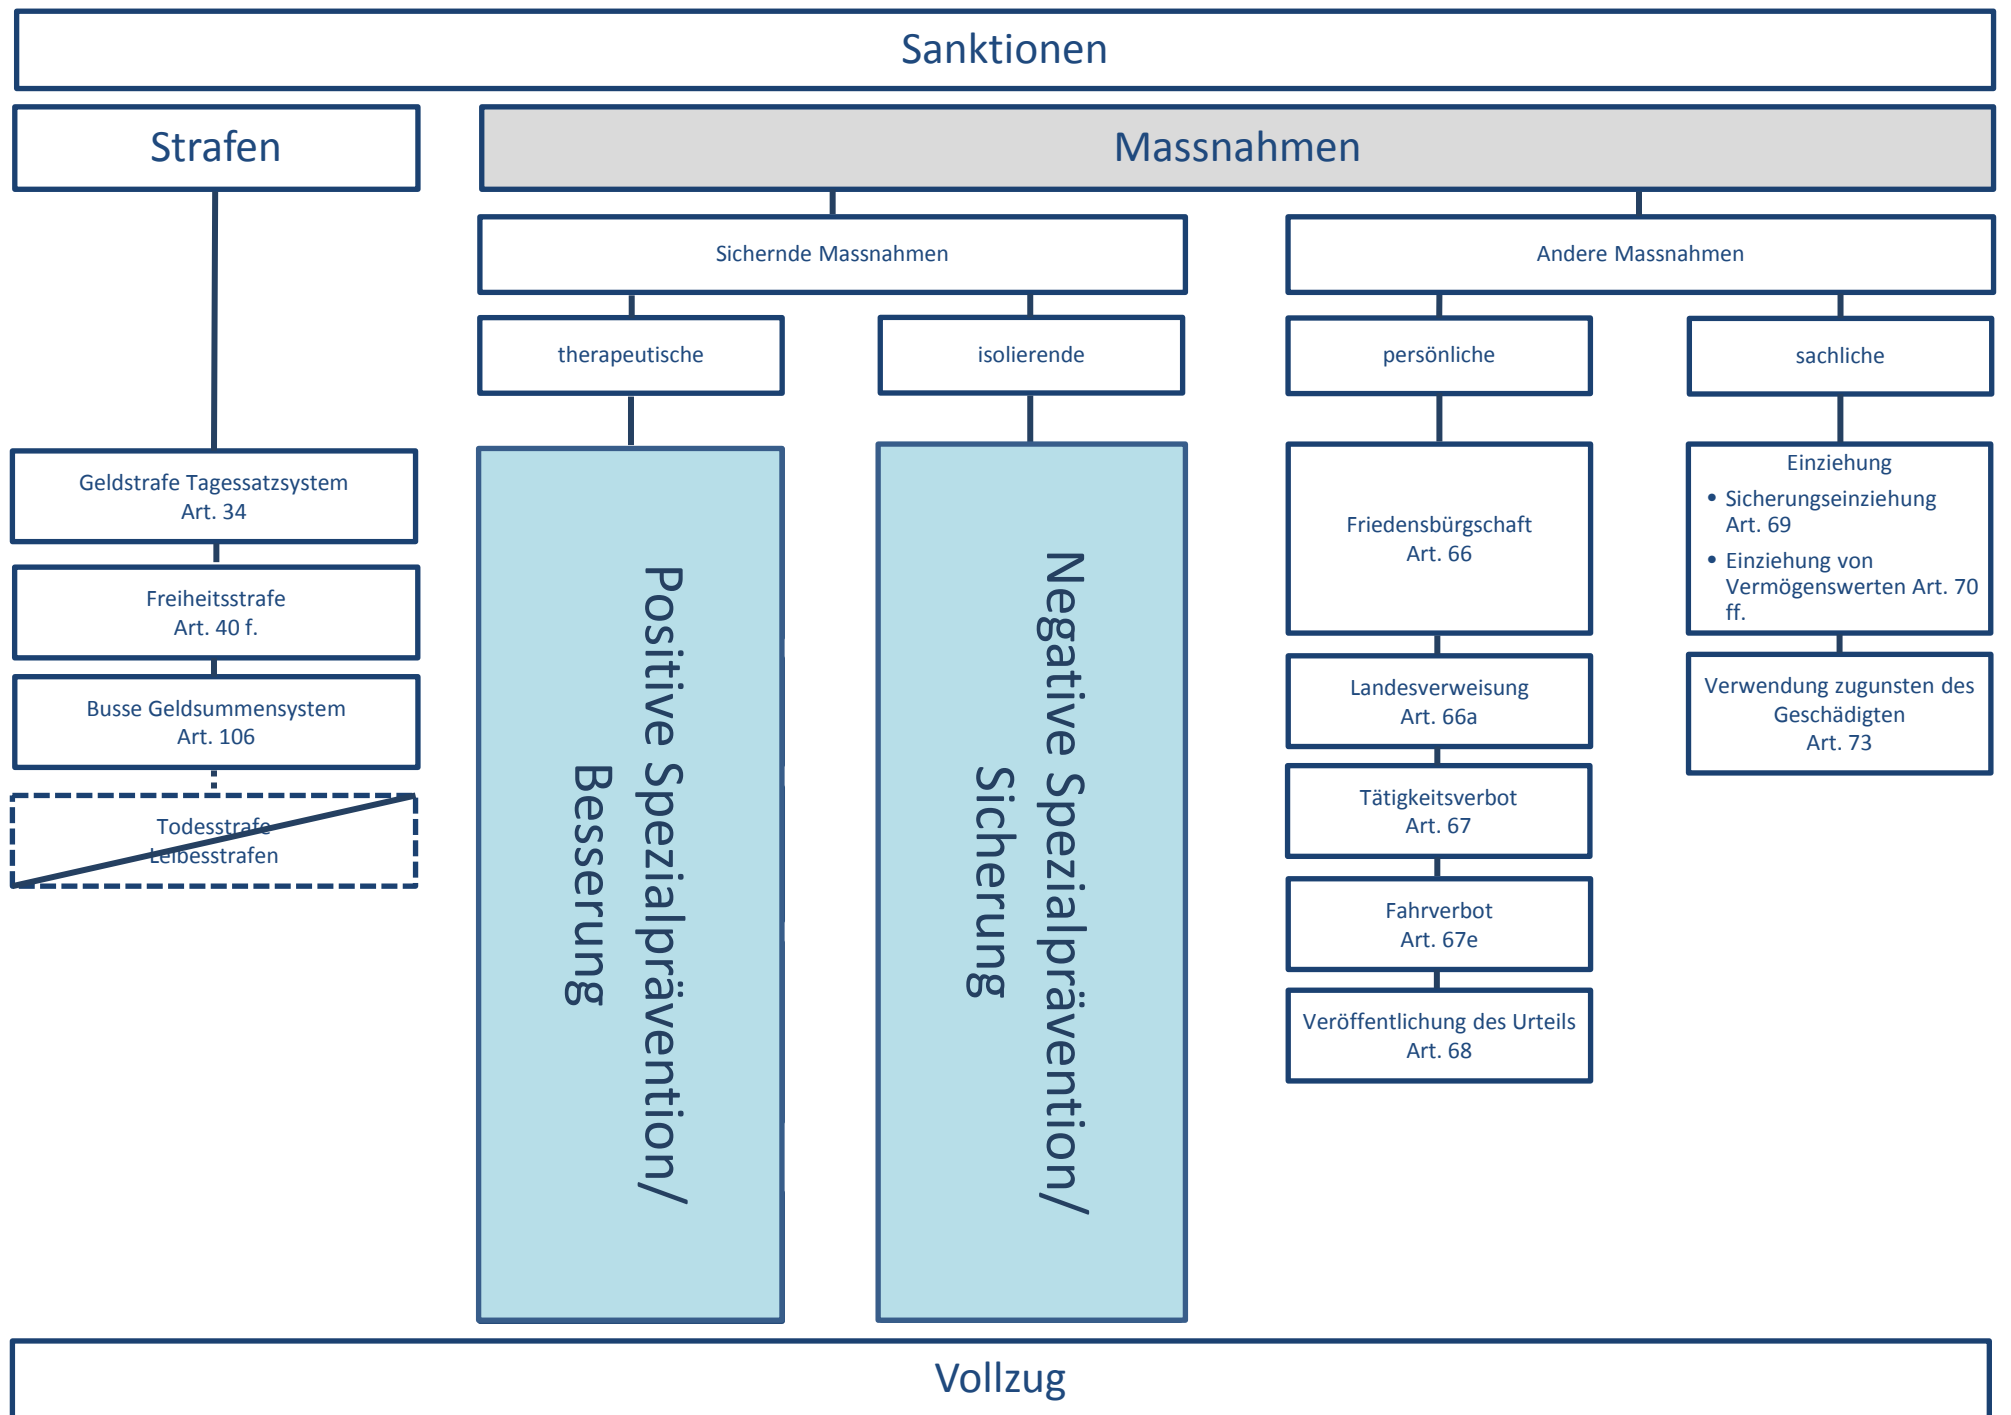 Sanktionen
Strafen
Massnahmen
Sichernde Massnahmen
Andere Massnahmen
therapeutische
isolierende
persönliche
sachliche
Geldstrafe Tagessatzsystem
Art. 34
Freiheitsstrafe
Art. 40 f.
Busse Geldsummensystem
Art. 106
Todesstrafe
Leibesstrafen
Positive Spezialprävention/
Besserung
Negative Spezialprävention/
Sicherung
Friedensbürgschaft
Art. 66
Landesverweisung
Art. 66a
Tätigkeitsverbot
Art. 67
Fahrverbot
Art. 67e
Veröffentlichung des Urteils
Art. 68
Einziehung
• Sicherungseinziehung
Art. 69
• Einziehung von
Vermögenswerten Art. 70
ff.
Verwendung zugunsten des
Geschädigten
Art. 73
Vollzug